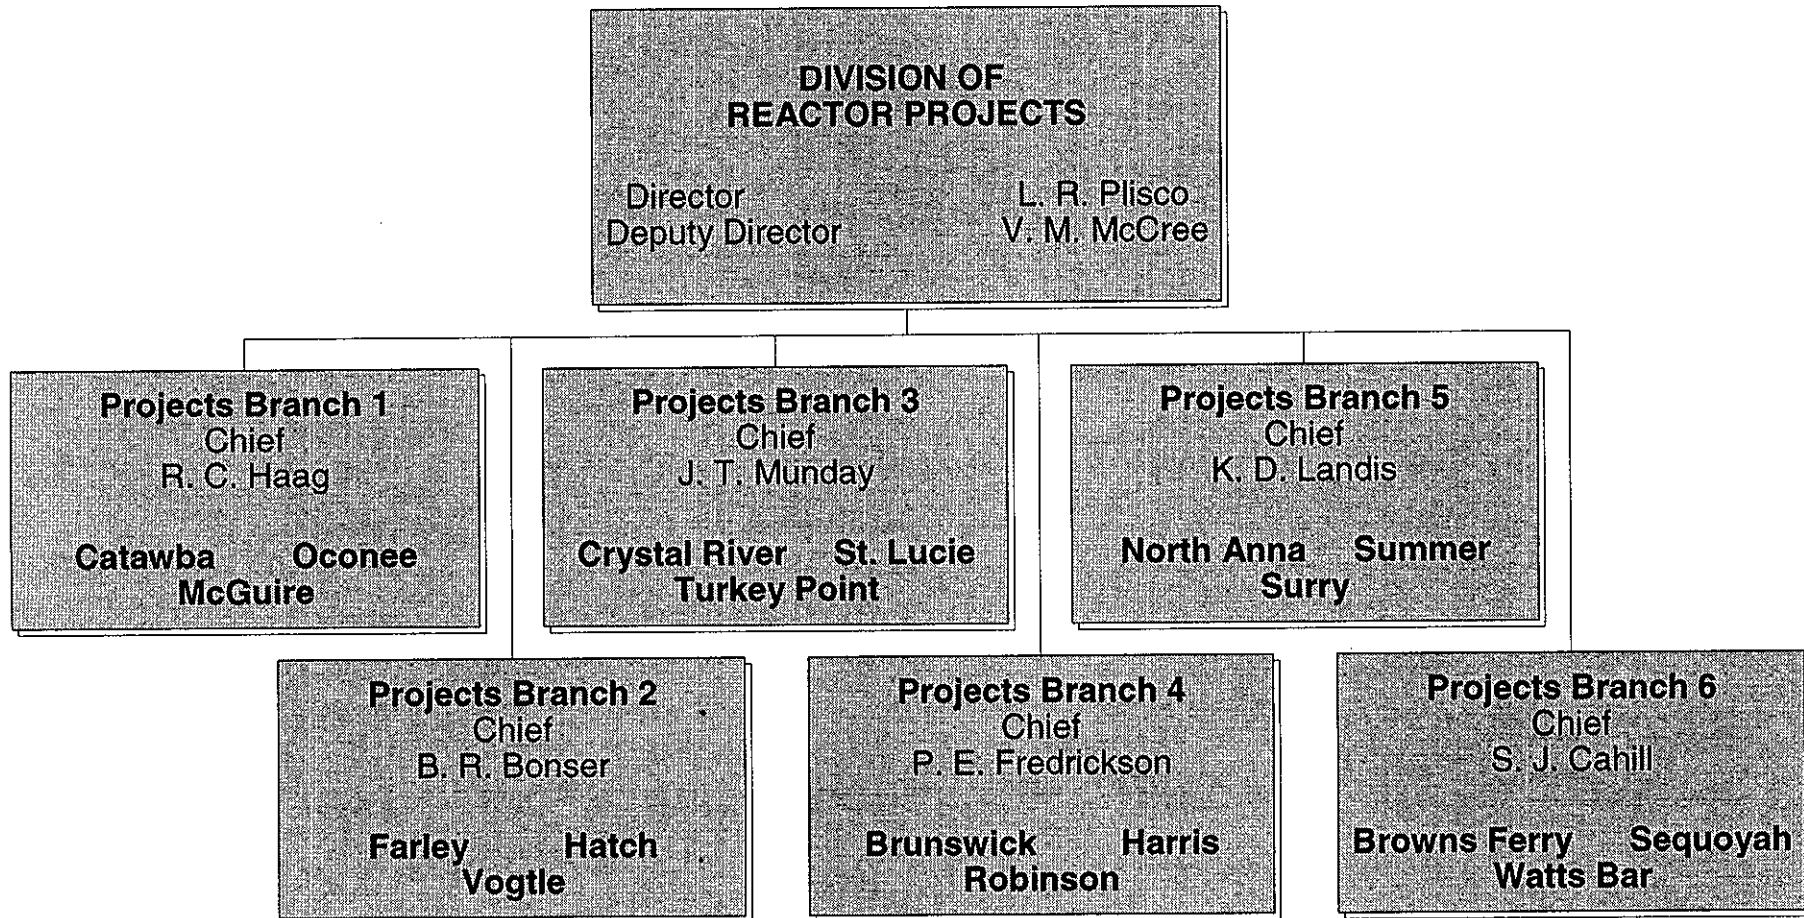 DIVISION OF
REACTOR PROJECTS
Director L. R. Plisco
Deputy Director V. M. McCree
Projects Branch 1
Chief
R. C. Haag
Catawba Oconee
McGuire
Projects Branch 3
Chief
J. T. Munday
Crystal River St. Lucie
Turkey Point
Projects Branch 5
Chief
K. D. Landis
North Anna Summer
Surry
Projects Branch 2
Chief
B. R. Bonser
Farley Hatch
Vogtle
Projects Branch 4
Chief
P. E. Fredrickson
Brunswick Harris
Robinson
Projects Branch 6
Chief
S. J. Cahill
Browns Ferry Sequoyah
Watts Bar